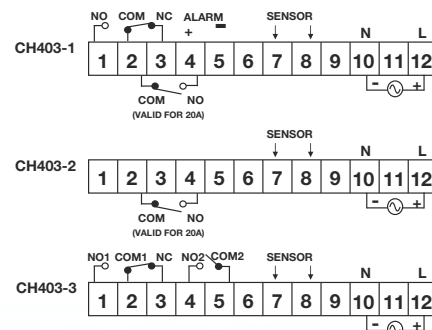 NO COM NC ALARM SENSOR
+ − N L
CH403-1
1 2 3 4 5 6 7 8 9 10 11 12
- +
COM NO
(VALID FOR 20A)
SENSOR
N L
CH403-2
1 2 3 4 5 6 7 8 9 10 11 12
- +
COM NO
(VALID FOR 20A)
NO1 COM1 NC NO2 COM2 SENSOR
N L
CH403-3
1 2 3 4 5 6 7 8 9 10 11 12
- +